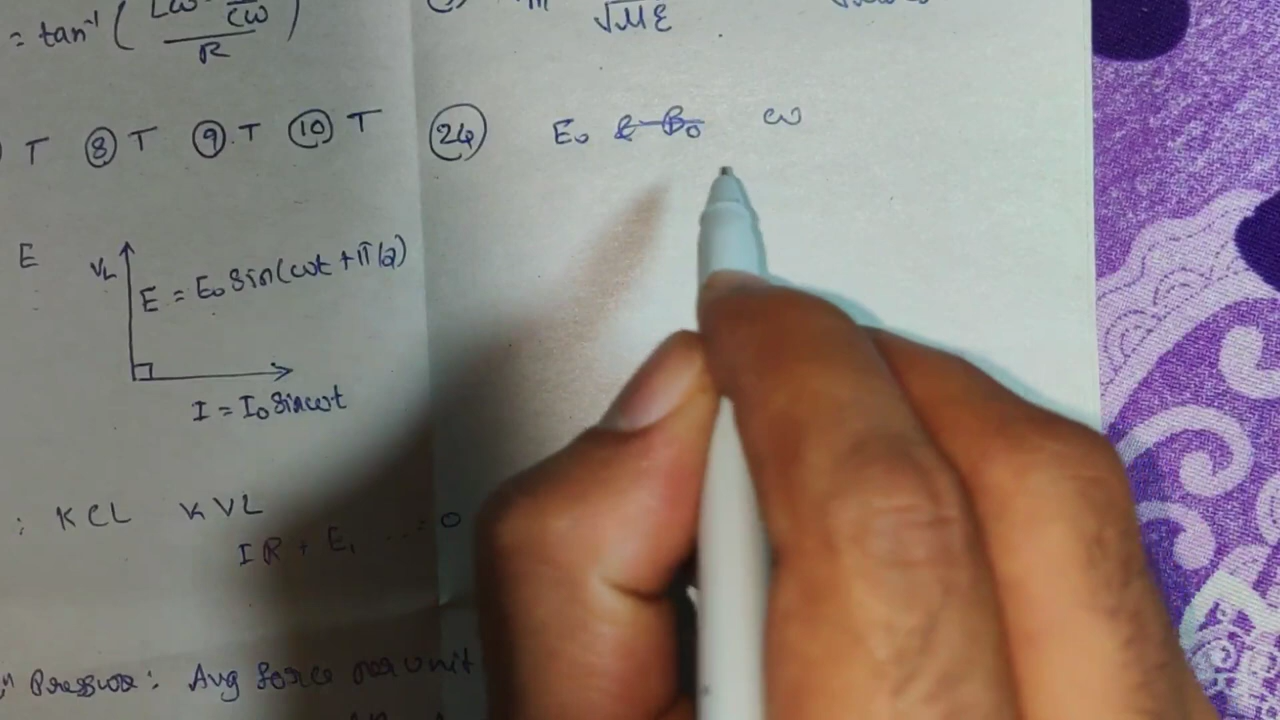 = tan⁻¹ ( Lω - 1/Cω / R )
√με
T ⑧ T ⑨ T ⑩ T
㉔ E₀ & B₀ ω
E
V_L
E = E₀ sin(ωt + π/2)
I = I₀ sinωt
: KCL KVL
IR + E₁ ... = 0
Pressure: Avg force per unit